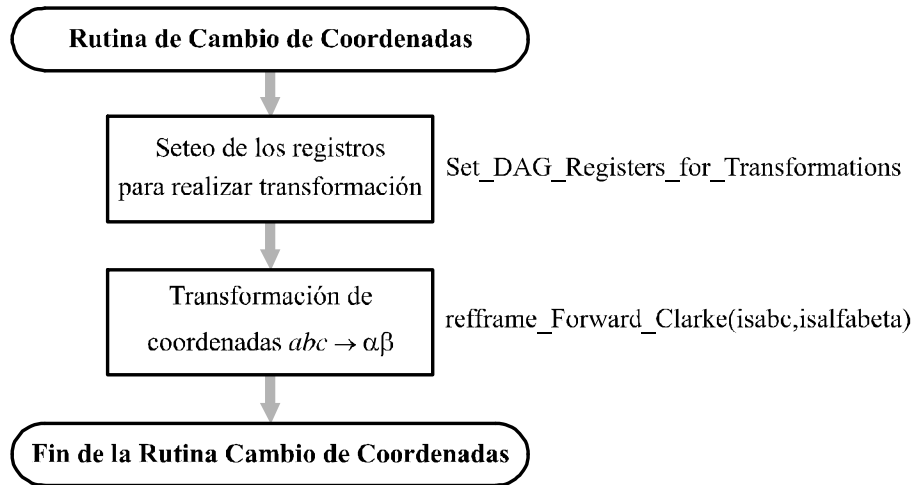 Rutina de Cambio de Coordenadas
Seteo de los registros
para realizar transformación
Set_DAG_Registers_for_Transformations
Transformación de
coordenadas abc → αβ
refframe_Forward_Clarke(isabc,isalfabeta)
Fin de la Rutina Cambio de Coordenadas